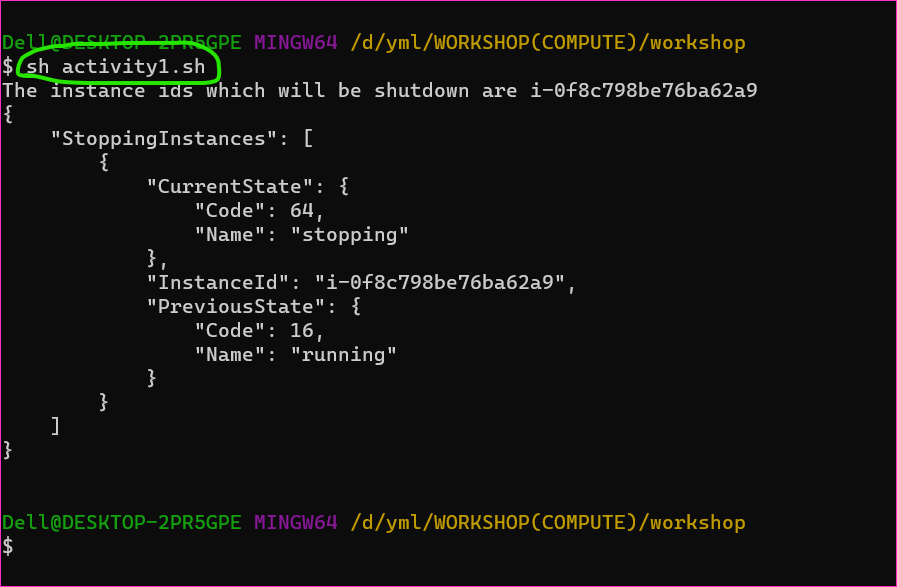 Dell@DESKTOP-2PR5GPE MINGW64 /d/yml/WORKSHOP(COMPUTE)/workshop
$ sh activity1.sh
The instance ids which will be shutdown are i-0f8c798be76ba62a9
{
    "StoppingInstances": [
        {
            "CurrentState": {
                "Code": 64,
                "Name": "stopping"
            },
            "InstanceId": "i-0f8c798be76ba62a9",
            "PreviousState": {
                "Code": 16,
                "Name": "running"
            }
        }
    ]
}
Dell@DESKTOP-2PR5GPE MINGW64 /d/yml/WORKSHOP(COMPUTE)/workshop
$